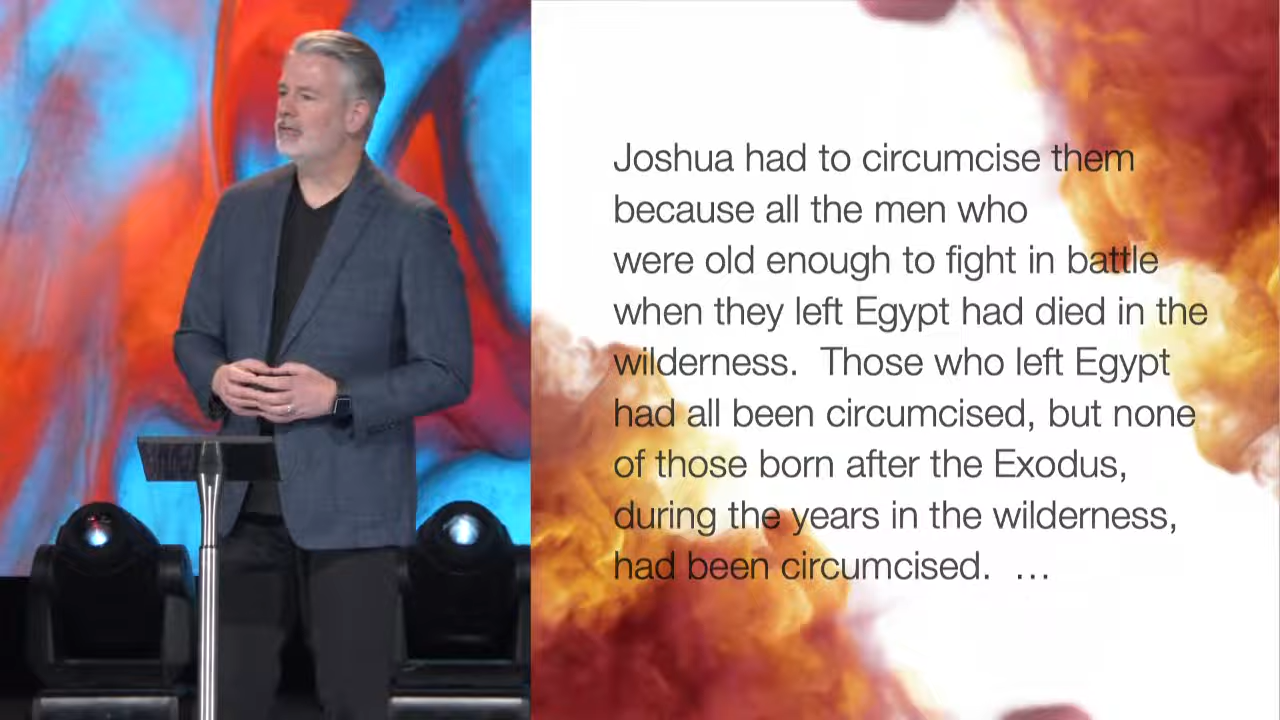 Joshua had to circumcise them
because all the men who
were old enough to fight in battle
when they left Egypt had died in the
wilderness.  Those who left Egypt
had all been circumcised, but none
of those born after the Exodus,
during the years in the wilderness,
had been circumcised.  …